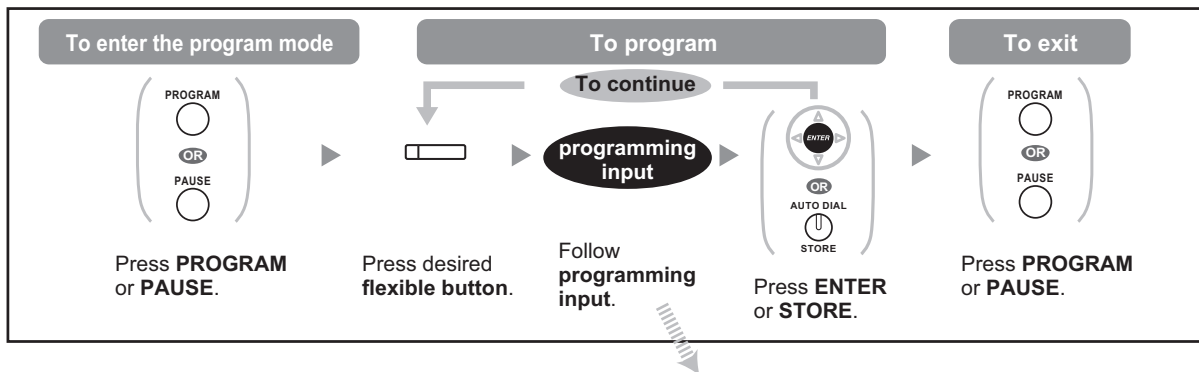 To enter the program mode
To program
To exit
To continue
PROGRAM
OR
PAUSE
programming
input
ENTER
OR
AUTO DIAL
STORE
PROGRAM
OR
PAUSE
Press PROGRAM
or PAUSE.
Press desired
flexible button.
Follow
programming
input.
Press ENTER
or STORE.
Press PROGRAM
or PAUSE.